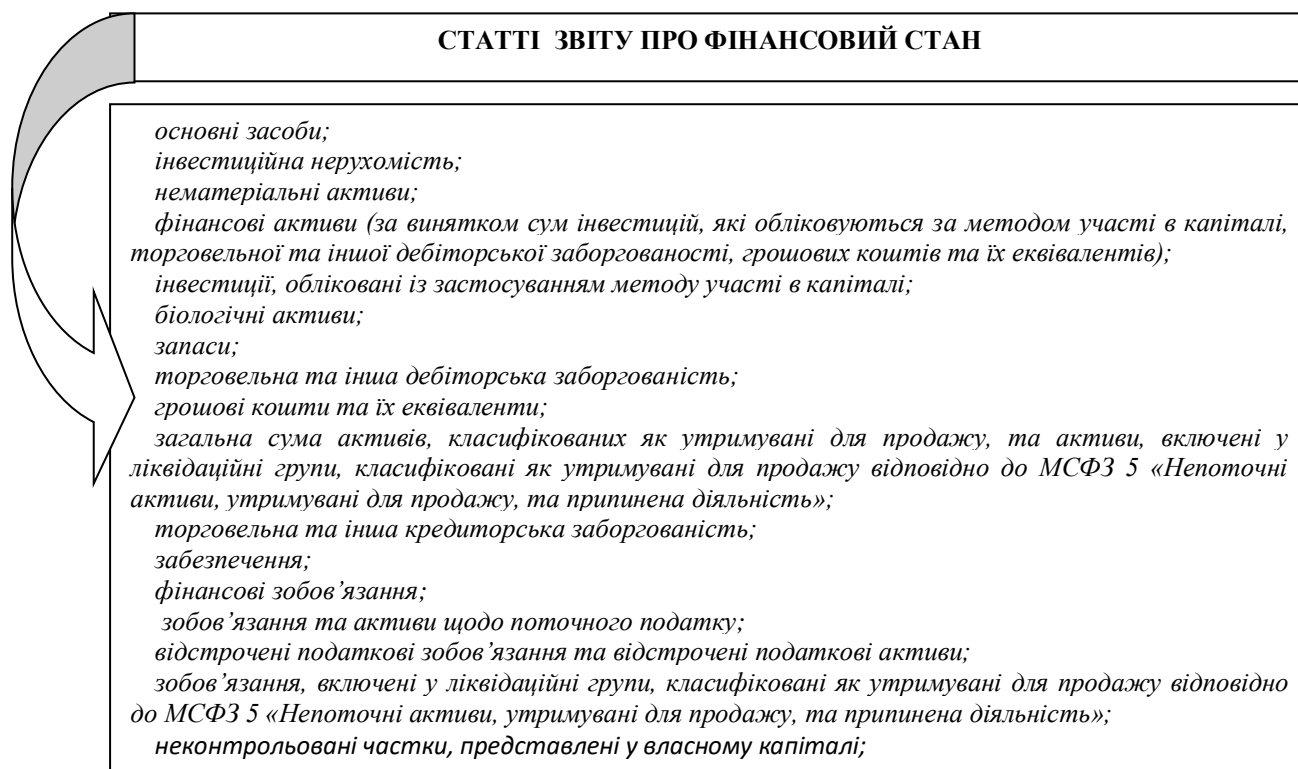 СТАТТІ ЗВІТУ ПРО ФІНАНСОВИЙ СТАН
основні засоби;
інвестиційна нерухомість;
нематеріальні активи;
фінансові активи (за винятком сум інвестицій, які обліковуються за методом участі в капіталі,
торговельної та іншої дебіторської заборгованості, грошових коштів та їх еквівалентів);
інвестиції, обліковані із застосуванням методу участі в капіталі;
біологічні активи;
запаси;
торговельна та інша дебіторська заборгованість;
грошові кошти та їх еквіваленти;
загальна сума активів, класифікованих як утримувані для продажу, та активи, включені у
ліквідаційні групи, класифіковані як утримувані для продажу відповідно до МСФЗ 5 «Непоточні
активи, утримувані для продажу, та припинена діяльність»;
торговельна та інша кредиторська заборгованість;
забезпечення;
фінансові зобов’язання;
зобов’язання та активи щодо поточного податку;
відстрочені податкові зобов’язання та відстрочені податкові активи;
зобов’язання, включені у ліквідаційні групи, класифіковані як утримувані для продажу відповідно
до МСФЗ 5 «Непоточні активи, утримувані для продажу, та припинена діяльність»;
неконтрольовані частки, представлені у власному капіталі;